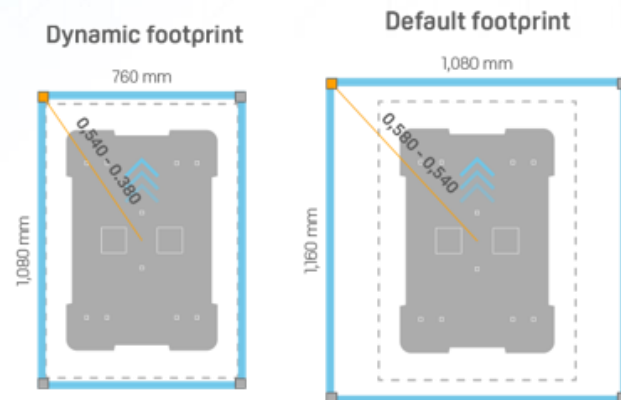 Dynamic footprint
760 mm
0,540 - 0.380
1,080 mm
Default footprint
1,080 mm
0,580 - 0,540
1,160 mm